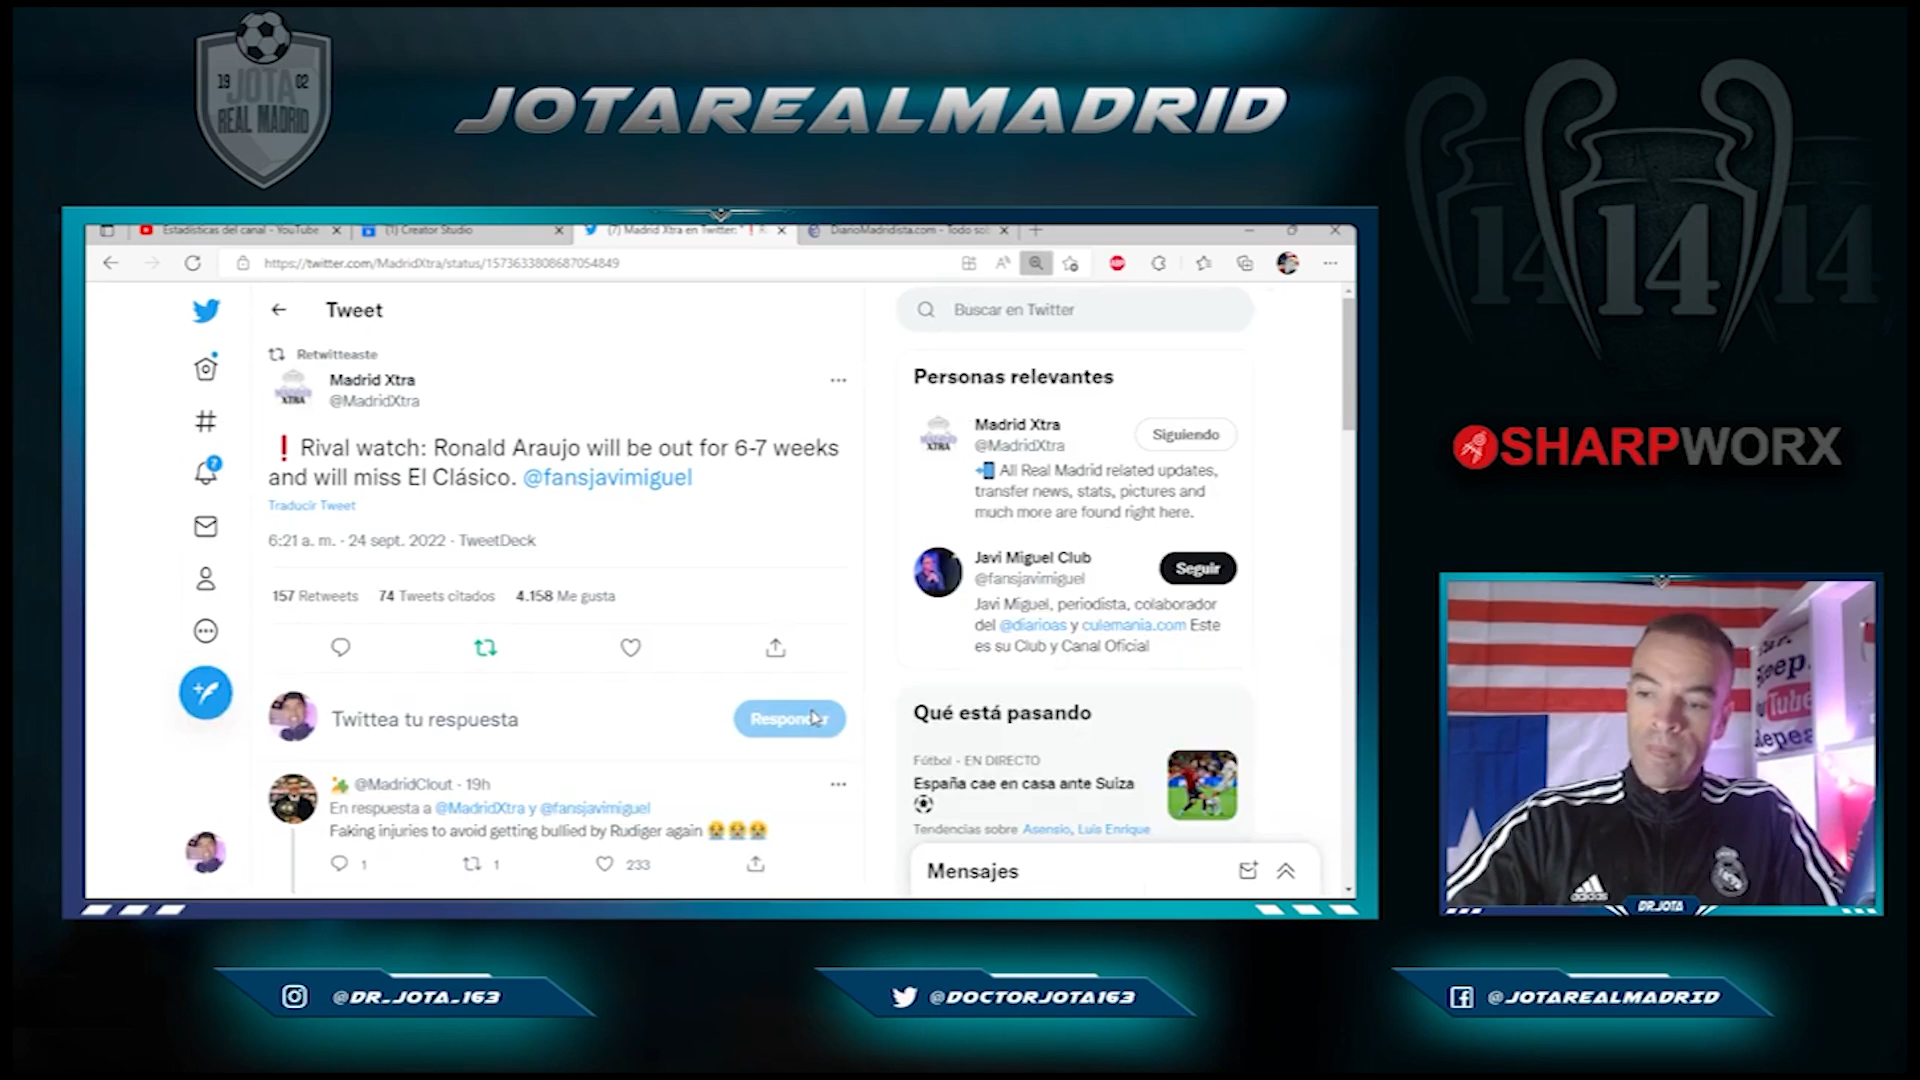 19 02
JOTA
REAL MADRID
JOTAREALMADRID
14
14
14
Estadísticas del canal - YouTube
(1) Creator Studio
(7) Madrid Xtra en Twitter: "❗R
DiarioMadridista.com - Todo so
https://twitter.com/MadridXtra/status/1573633808687054849
Tweet
Buscar en Twitter
Retwitteaste
Madrid Xtra
@MadridXtra
❗Rival watch: Ronald Araujo will be out for 6-7 weeks
and will miss El Clásico. @fansjavimiguel
Traducir Tweet
6:21 a. m. · 24 sept. 2022 · TweetDeck
157 Retweets 74 Tweets citados 4.158 Me gusta
Twittea tu respuesta
Responder
@MadridClout · 19h
En respuesta a @MadridXtra y @fansjavimiguel
Faking injuries to avoid getting bullied by Rudiger again 😭😭😭
1 1 233
7
Personas relevantes
Madrid Xtra
@MadridXtra
Siguiendo
📲 All Real Madrid related updates,
transfer news, stats, pictures and
much more are found right here.
Javi Miguel Club
@fansjavimiguel
Seguir
Javi Miguel, periodista, colaborador
del @diarioas y culemania.com Este
es su Club y Canal Oficial
Qué está pasando
Fútbol · EN DIRECTO
España cae en casa ante Suiza
⚽
Tendencias sobre Asensio, Luis Enrique
Mensajes
SHARPWORX
Tube
adidas
DR.JOTA
@DR_JOTA_163
@DOCTORJOTA163
@JOTAREALMADRID